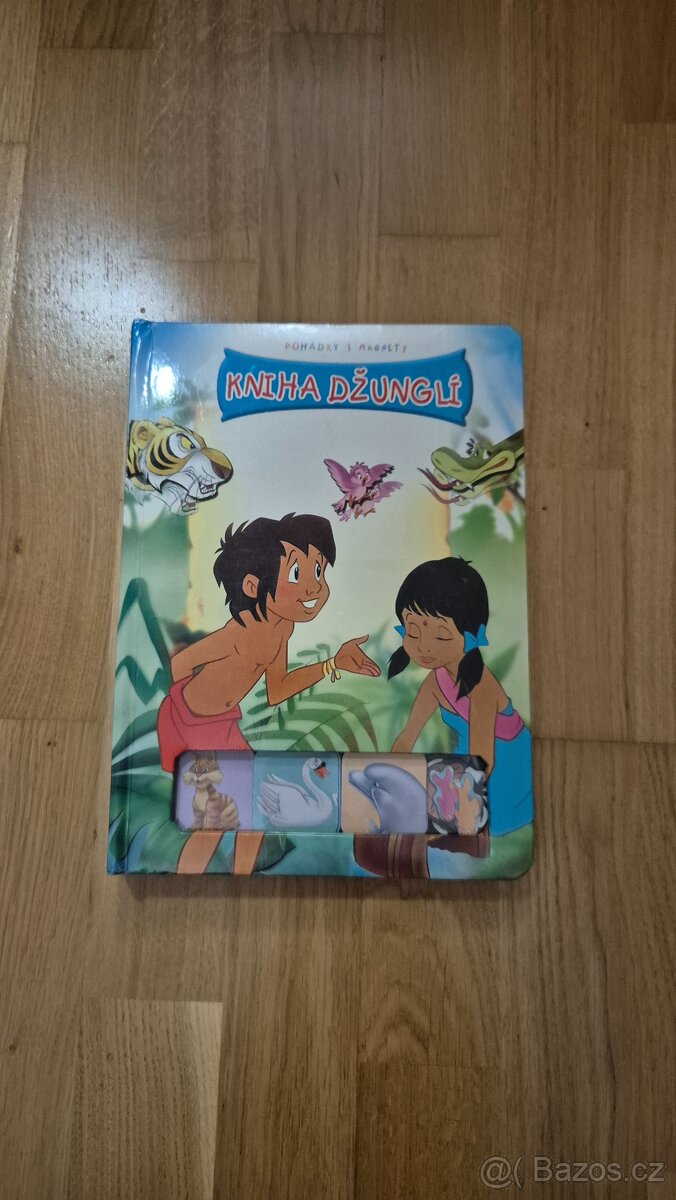 POHÁDKY S MAGNETY
KNIHA DŽUNGLÍ
@( Bazos.cz